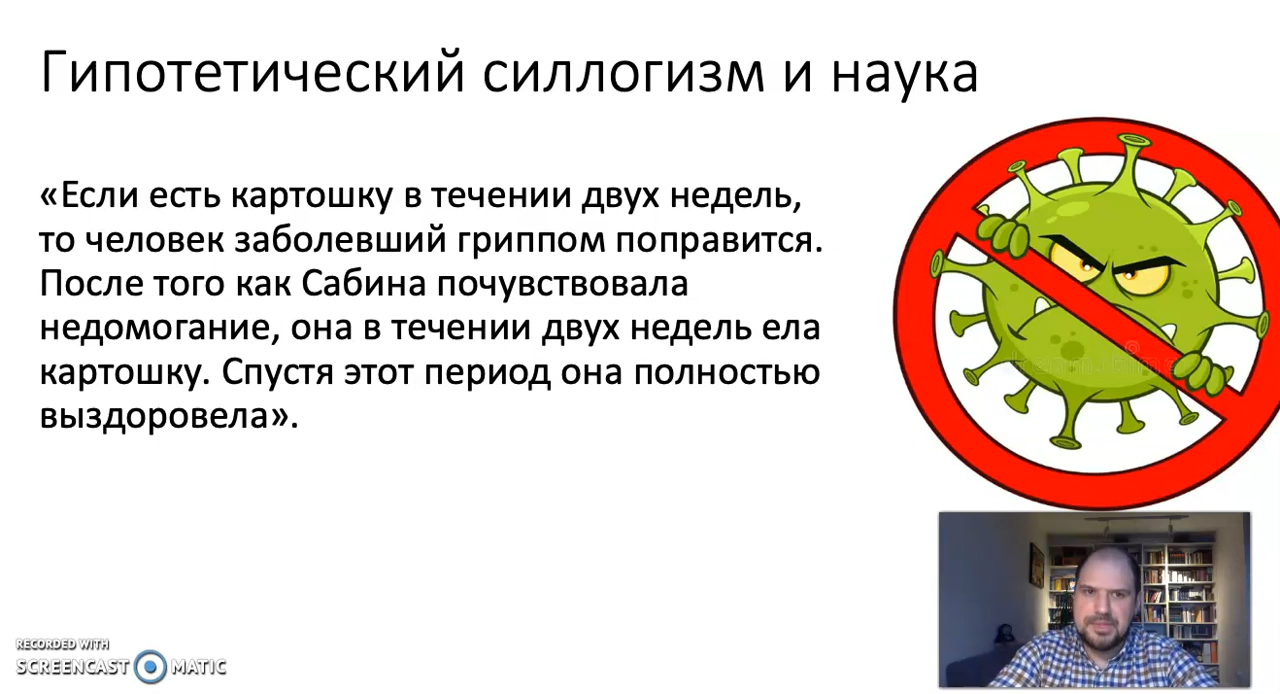 Гипотетический силлогизм и наука
«Если есть картошку в течении двух недель,
то человек заболевший гриппом поправится.
После того как Сабина почувствовала
недомогание, она в течении двух недель ела
картошку. Спустя этот период она полностью
выздоровела».
RECORDED WITH
SCREENCAST MATIC